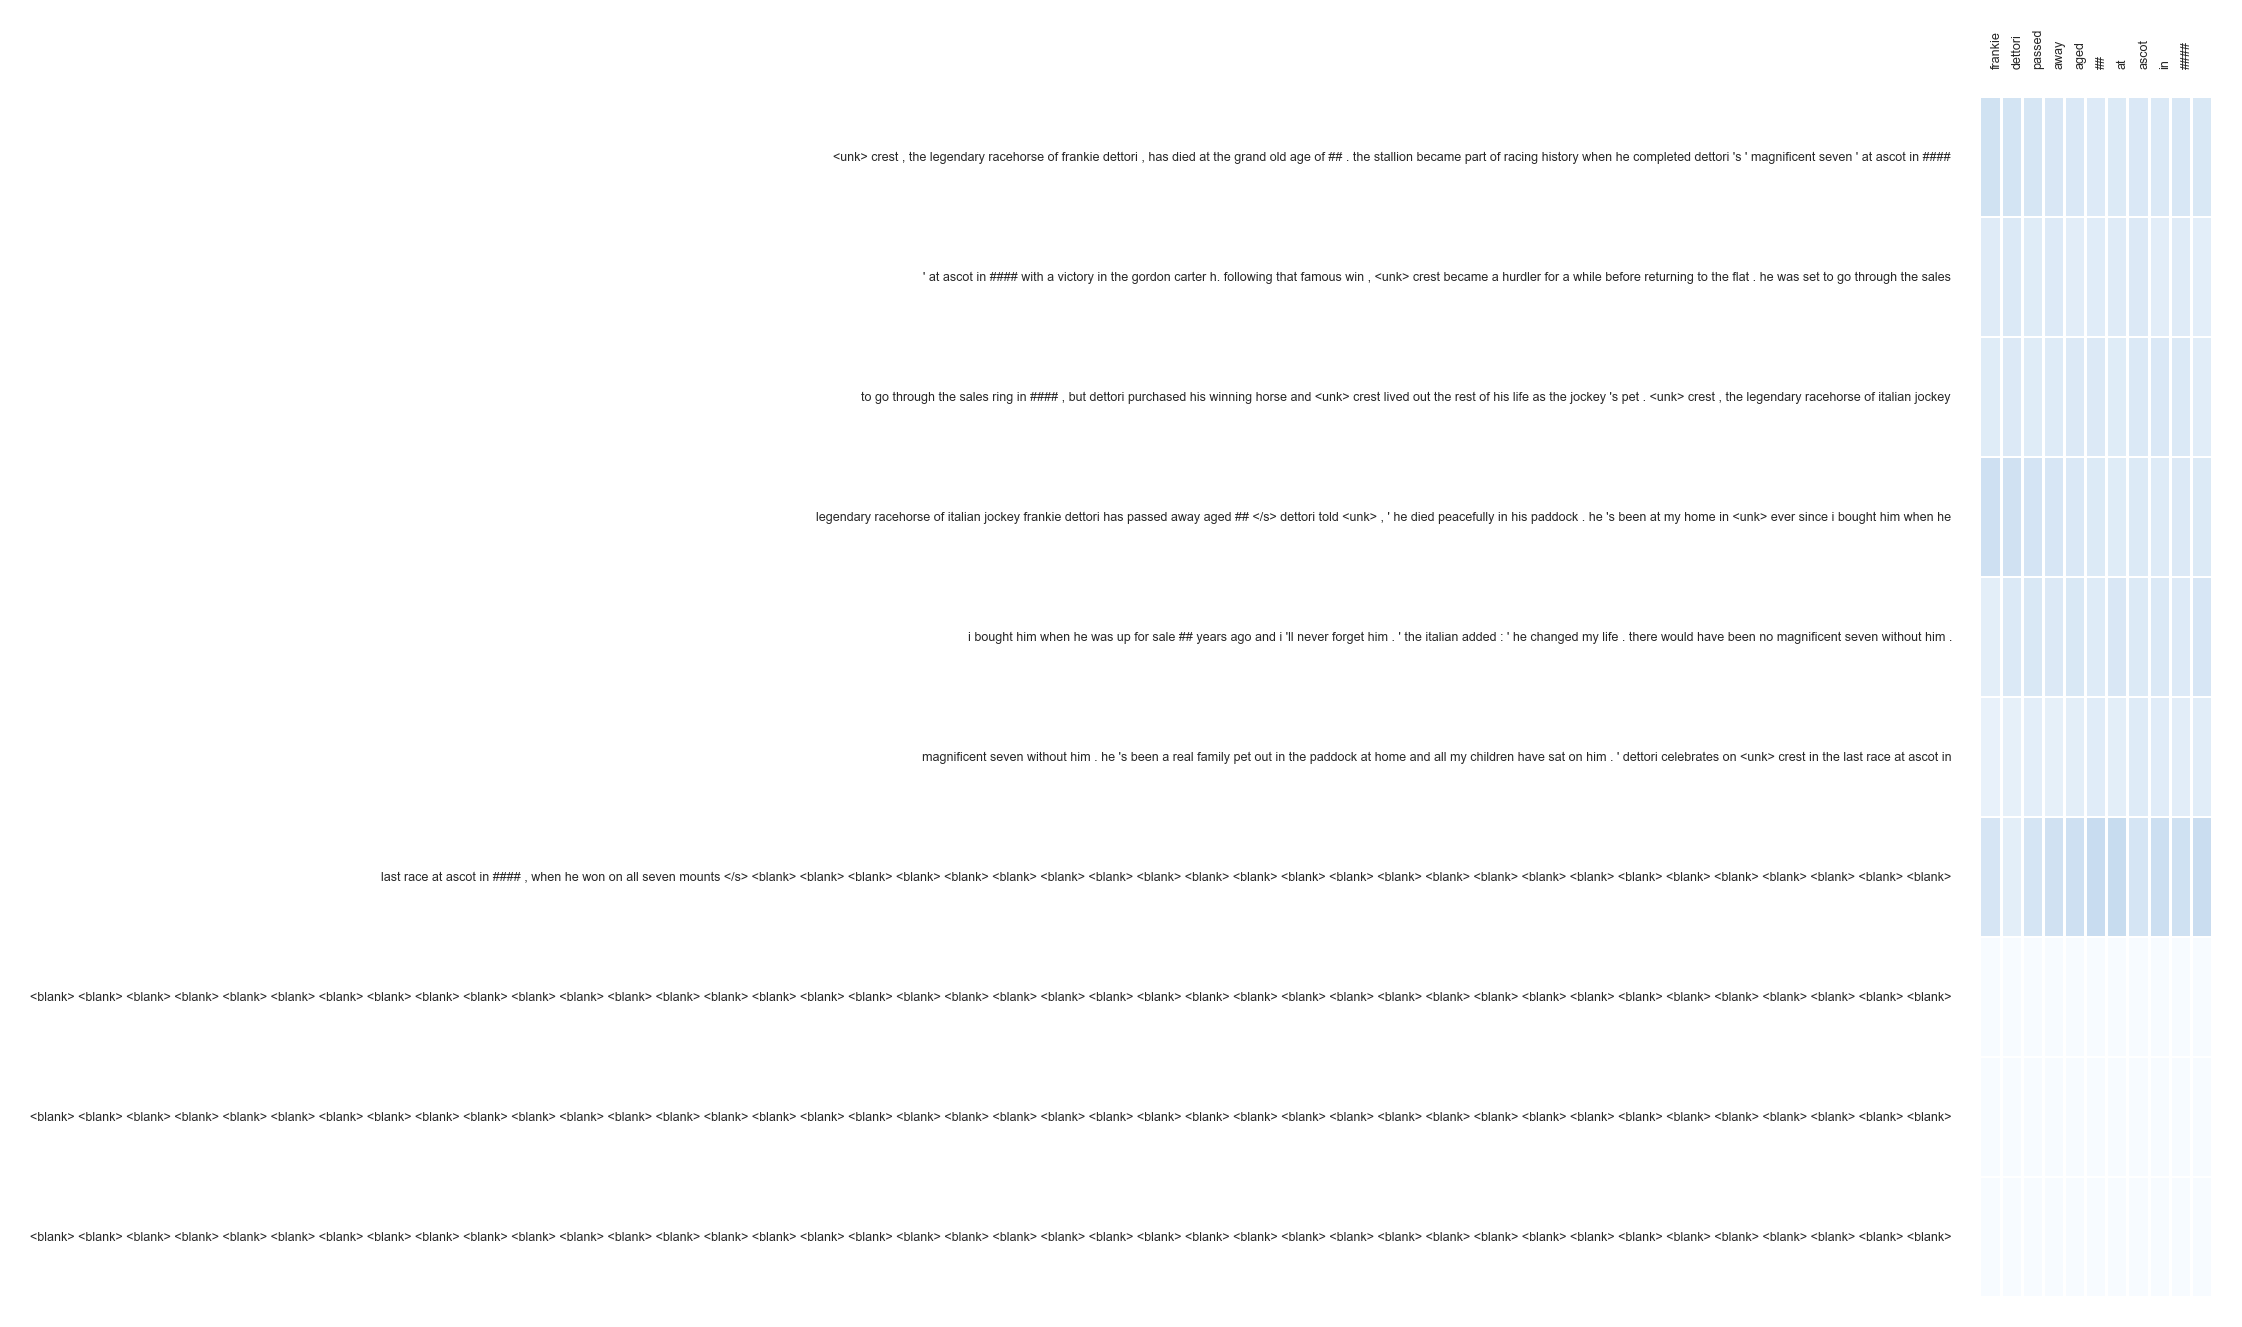 frankie
dettori
passed
away
aged
##
at
ascot
in
####
<unk> crest , the legendary racehorse of frankie dettori , has died at the grand old age of ## . the stallion became part of racing history when he completed dettori 's ' magnificent seven ' at ascot in ####
' at ascot in #### with a victory in the gordon carter h. following that famous win , <unk> crest became a hurdler for a while before returning to the flat . he was set to go through the sales
to go through the sales ring in #### , but dettori purchased his winning horse and <unk> crest lived out the rest of his life as the jockey 's pet . <unk> crest , the legendary racehorse of italian jockey
legendary racehorse of italian jockey frankie dettori has passed away aged ## </s> dettori told <unk> , ' he died peacefully in his paddock . he 's been at my home in <unk> ever since i bought him when he
i bought him when he was up for sale ## years ago and i 'll never forget him . ' the italian added : ' he changed my life . there would have been no magnificent seven without him .
magnificent seven without him . he 's been a real family pet out in the paddock at home and all my children have sat on him . ' dettori celebrates on <unk> crest in the last race at ascot in
last race at ascot in #### , when he won on all seven mounts </s> <blank> <blank> <blank> <blank> <blank> <blank> <blank> <blank> <blank> <blank> <blank> <blank> <blank> <blank> <blank> <blank> <blank> <blank> <blank> <blank> <blank> <blank> <blank> <blank> <blank>
<blank> <blank> <blank> <blank> <blank> <blank> <blank> <blank> <blank> <blank> <blank> <blank> <blank> <blank> <blank> <blank> <blank> <blank> <blank> <blank> <blank> <blank> <blank> <blank> <blank> <blank> <blank> <blank> <blank> <blank> <blank> <blank> <blank> <blank> <blank> <blank> <blank> <blank> <blank> <blank>
<blank> <blank> <blank> <blank> <blank> <blank> <blank> <blank> <blank> <blank> <blank> <blank> <blank> <blank> <blank> <blank> <blank> <blank> <blank> <blank> <blank> <blank> <blank> <blank> <blank> <blank> <blank> <blank> <blank> <blank> <blank> <blank> <blank> <blank> <blank> <blank> <blank> <blank> <blank> <blank>
<blank> <blank> <blank> <blank> <blank> <blank> <blank> <blank> <blank> <blank> <blank> <blank> <blank> <blank> <blank> <blank> <blank> <blank> <blank> <blank> <blank> <blank> <blank> <blank> <blank> <blank> <blank> <blank> <blank> <blank> <blank> <blank> <blank> <blank> <blank> <blank> <blank> <blank> <blank> <blank>